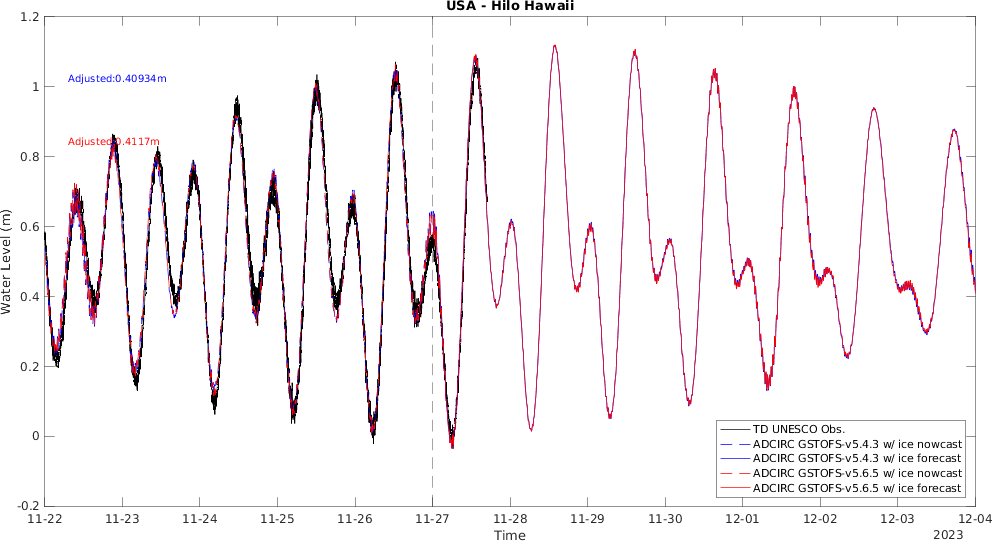 USA - Hilo Hawaii
1.2
1
0.8
0.6
0.4
0.2
0
-0.2
Water Level (m)
Adjusted:0.40934m
Adjusted:0.4117m
TD UNESCO Obs.
ADCIRC GSTOFS-v5.4.3 w/ ice nowcast
ADCIRC GSTOFS-v5.4.3 w/ ice forecast
ADCIRC GSTOFS-v5.6.5 w/ ice nowcast
ADCIRC GSTOFS-v5.6.5 w/ ice forecast
11-22 11-23 11-24 11-25 11-26 11-27 11-28 11-29 11-30 12-01 12-02 12-03 12-04
Time
2023